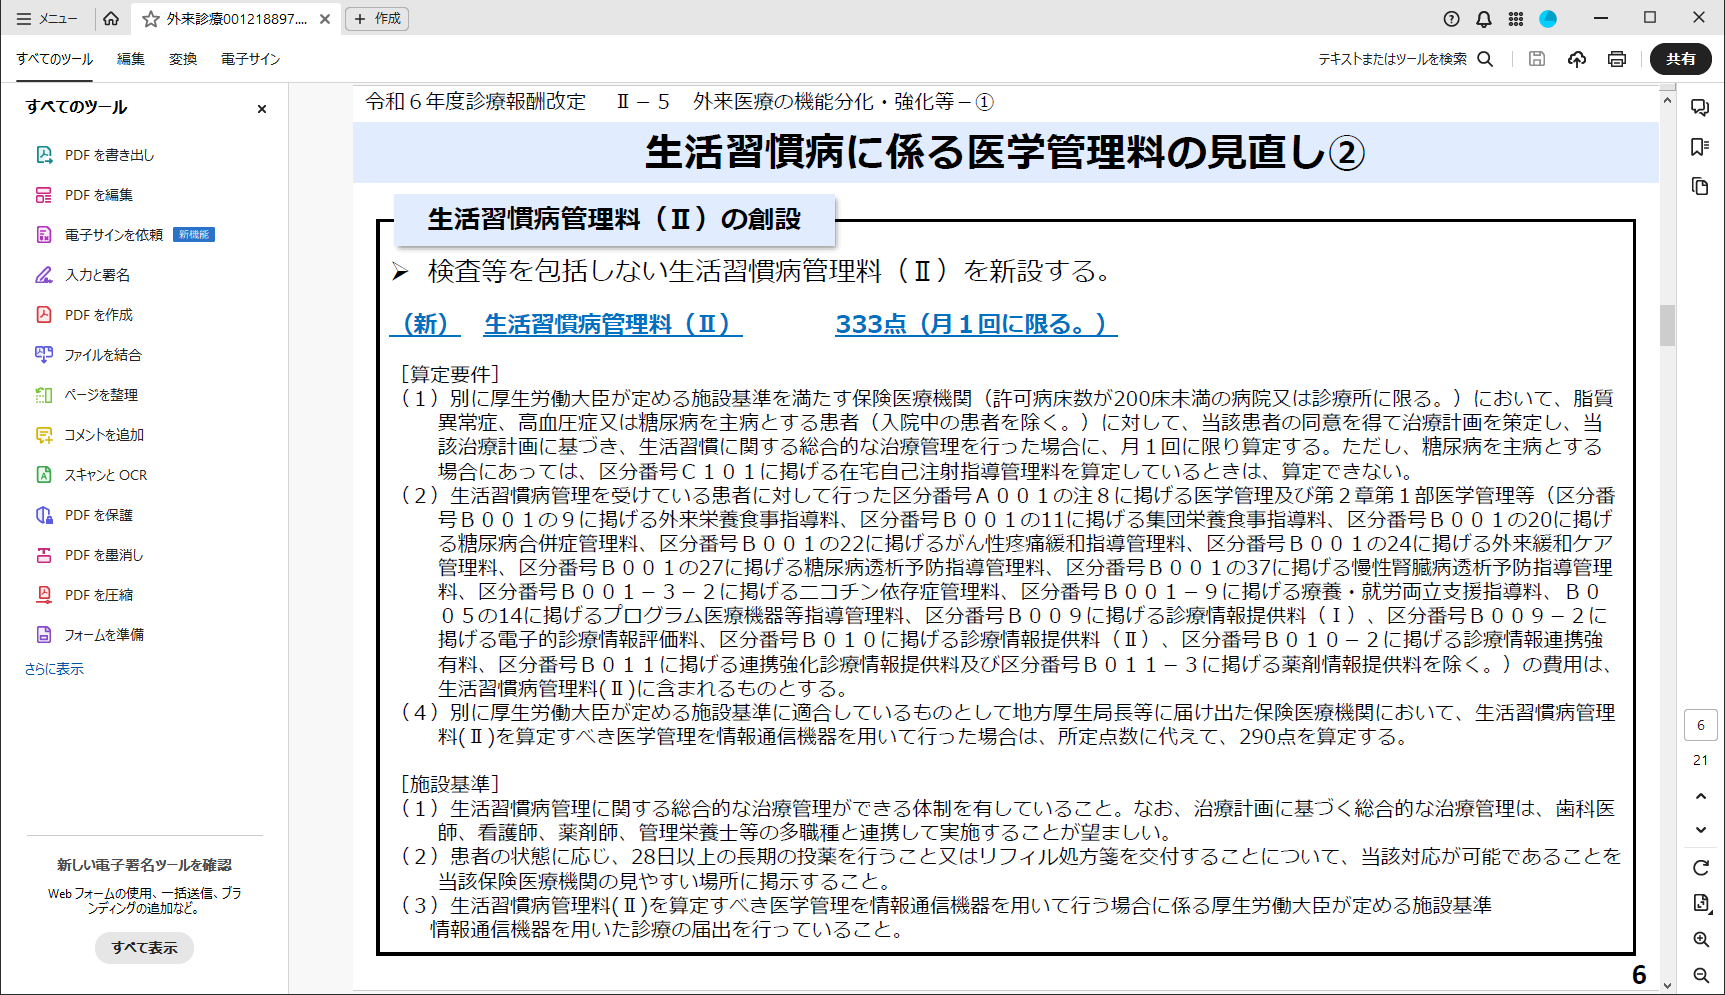 メニュー
外来診療001218897....
作成
すべてのツール
編集
変換
電子サイン
テキストまたはツールを検索
共有
すべてのツール
PDF を書き出し
PDF を編集
電子サインを依頼 新機能
入力と署名
PDF を作成
ファイルを結合
ページを整理
コメントを追加
スキャンと OCR
PDF を保護
PDF を墨消し
PDF を圧縮
フォームを準備
さらに表示
新しい電子署名ツールを確認
Web フォームの使用、一括送信、ブラ
ンディングの追加など。
すべて表示
令和６年度診療報酬改定　Ⅱ－５　外来医療の機能分化・強化等－①
生活習慣病に係る医学管理料の見直し②
生活習慣病管理料（Ⅱ）の創設
➢ 検査等を包括しない生活習慣病管理料（Ⅱ）を新設する。
（新）　生活習慣病管理料（Ⅱ）　　333点（月１回に限る。）
［算定要件］
（１）別に厚生労働大臣が定める施設基準を満たす保険医療機関（許可病床数が200床未満の病院又は診療所に限る。）において、脂質
異常症、高血圧症又は糖尿病を主病とする患者（入院中の患者を除く。）に対して、当該患者の同意を得て治療計画を策定し、当
該治療計画に基づき、生活習慣に関する総合的な治療管理を行った場合に、月１回に限り算定する。ただし、糖尿病を主病とする
場合にあっては、区分番号Ｃ１０１に掲げる在宅自己注射指導管理料を算定しているときは、算定できない。
（２）生活習慣病管理を受けている患者に対して行った区分番号Ａ００１の注８に掲げる医学管理及び第２章第１部医学管理等（区分番
号Ｂ００１の９に掲げる外来栄養食事指導料、区分番号Ｂ００１の11に掲げる集団栄養食事指導料、区分番号Ｂ００１の20に掲げ
る糖尿病合併症管理料、区分番号Ｂ００１の22に掲げるがん性疼痛緩和指導管理料、区分番号Ｂ００１の24に掲げる外来緩和ケア
管理料、区分番号Ｂ００１の27に掲げる糖尿病透析予防指導管理料、区分番号Ｂ００１の37に掲げる慢性腎臓病透析予防指導管理
料、区分番号Ｂ００１－３－２に掲げるニコチン依存症管理料、区分番号Ｂ００１－９に掲げる療養・就労両立支援指導料、Ｂ０
０５の14に掲げるプログラム医療機器等指導管理料、区分番号Ｂ００９に掲げる診療情報提供料（Ⅰ）、区分番号Ｂ００９－２に
掲げる電子的診療情報評価料、区分番号Ｂ０１０に掲げる診療情報提供料（Ⅱ）、区分番号Ｂ０１０－２に掲げる診療情報連携強
有料、区分番号Ｂ０１１に掲げる連携強化診療情報提供料及び区分番号Ｂ０１１－３に掲げる薬剤情報提供料を除く。）の費用は、
生活習慣病管理料(Ⅱ)に含まれるものとする。
（４）別に厚生労働大臣が定める施設基準に適合しているものとして地方厚生局長等に届け出た保険医療機関において、生活習慣病管理
料(Ⅱ)を算定すべき医学管理を情報通信機器を用いて行った場合は、所定点数に代えて、290点を算定する。
［施設基準］
（１）生活習慣病管理に関する総合的な治療管理ができる体制を有していること。なお、治療計画に基づく総合的な治療管理は、歯科医
師、看護師、薬剤師、管理栄養士等の多職種と連携して実施することが望ましい。
（２）患者の状態に応じ、28日以上の長期の投薬を行うこと又はリフィル処方箋を交付することについて、当該対応が可能であることを
当該保険医療機関の見やすい場所に掲示すること。
（３）生活習慣病管理料(Ⅱ)を算定すべき医学管理を情報通信機器を用いて行う場合に係る厚生労働大臣が定める施設基準
情報通信機器を用いた診療の届出を行っていること。
6
6
21